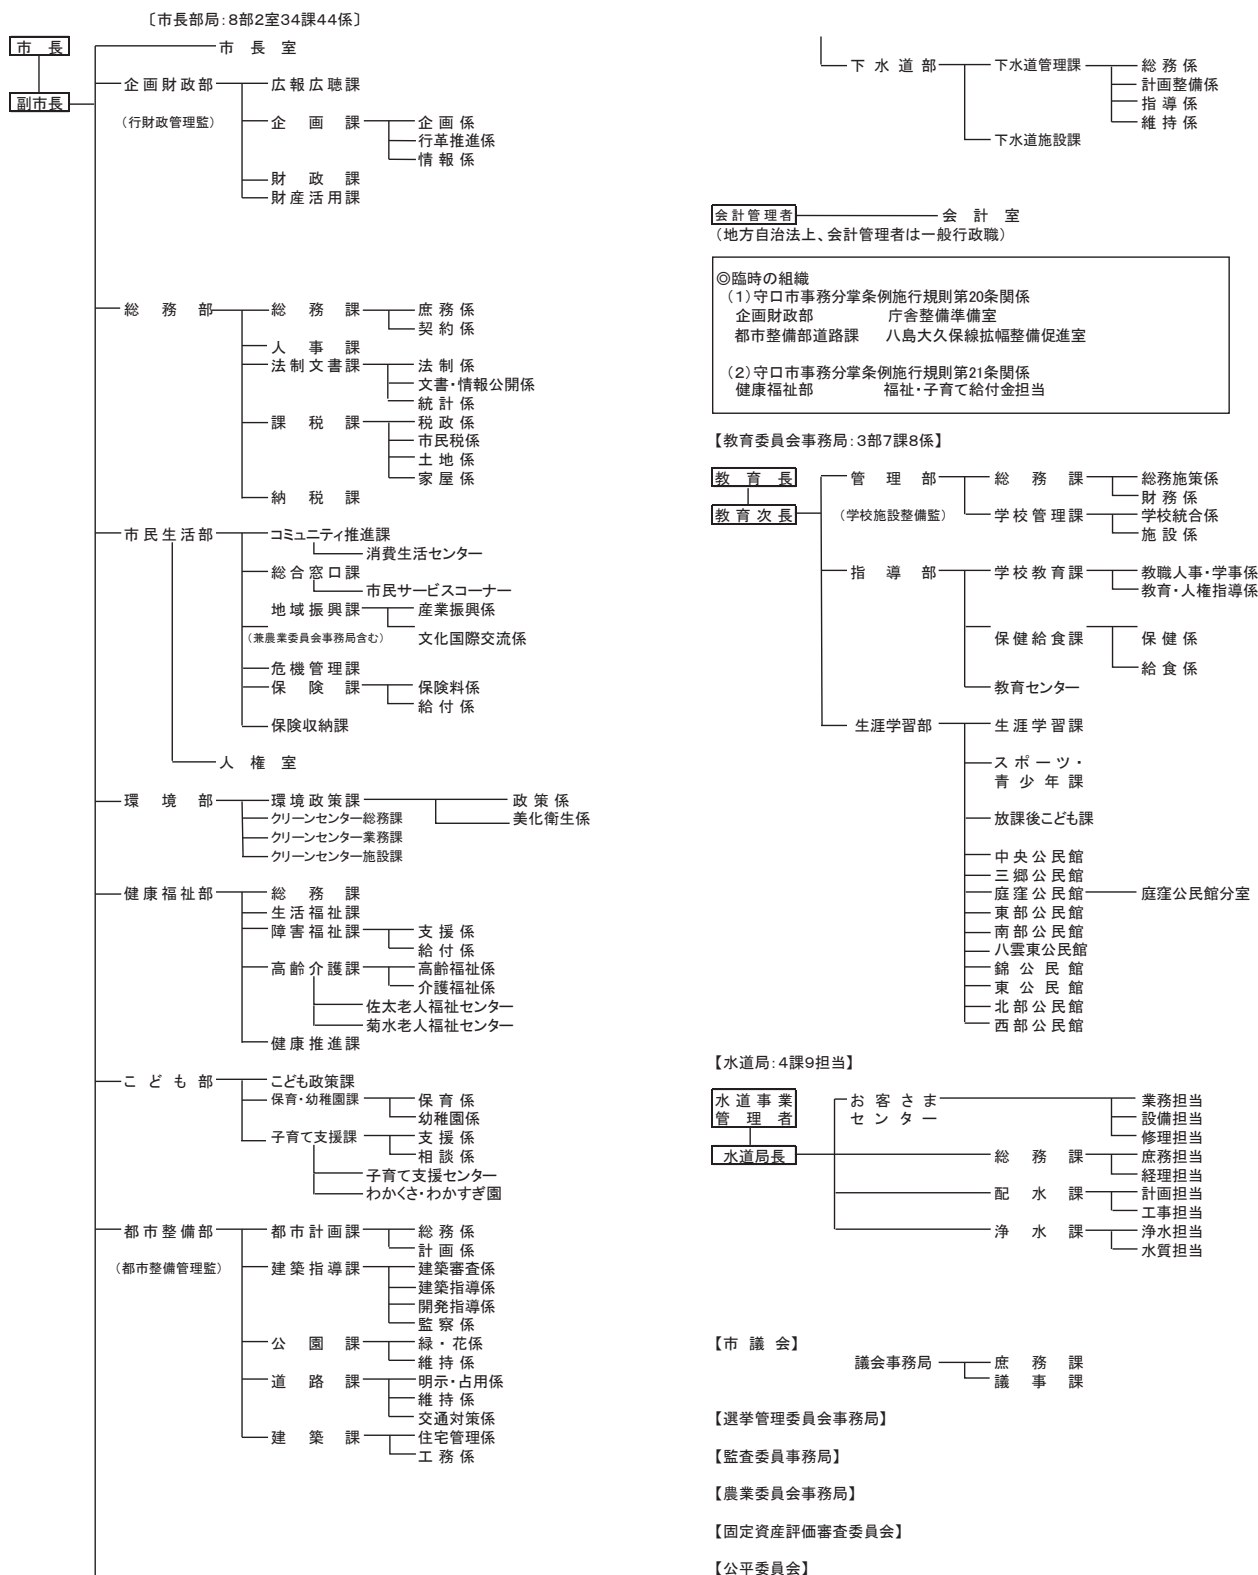 〔市長部局：8部2室34課44係〕
市長
市長室
副市長
企画財政部
（行財政管理監）
広報広聴課
企画課
企画係
行革推進係
情報係
財政課
財産活用課
総務部
総務課
庶務係
契約係
人事課
法制文書課
法制係
文書・情報公開係
統計係
課税課
税政係
市民税係
土地係
家屋係
納税課
市民生活部
コミュニティ推進課
消費生活センター
総合窓口課
市民サービスコーナー
地域振興課
産業振興係
（兼農業委員会事務局含む）
文化国際交流係
危機管理課
保険課
保険料係
給付係
保険収納課
人権室
環境部
環境政策課
政策係
美化衛生係
クリーンセンター総務課
クリーンセンター業務課
クリーンセンター施設課
健康福祉部
総務課
生活福祉課
障害福祉課
支援係
給付係
高齢介護課
高齢福祉係
介護福祉係
佐太老人福祉センター
菊水老人福祉センター
健康推進課
こども部
こども政策課
保育・幼稚園課
保育係
幼稚園係
子育て支援課
支援係
相談係
子育て支援センター
わかくさ・わかすぎ園
都市整備部
（都市整備管理監）
都市計画課
総務係
計画係
建築指導課
建築審査係
建築指導係
開発指導係
監察係
公園課
緑・花係
維持係
道路課
明示・占用係
維持係
交通対策係
建築課
住宅管理係
工務係
下水道部
下水道管理課
総務係
計画整備係
指導係
維持係
下水道施設課
会計管理者
会計室
（地方自治法上、会計管理者は一般行政職）
◎臨時の組織
（1）守口市事務分掌条例施行規則第20条関係
企画財政部 庁舎整備準備室
都市整備部道路課 八島大久保線拡幅整備促進室
（2）守口市事務分掌条例施行規則第21条関係
健康福祉部 福祉・子育て給付金担当
【教育委員会事務局：3部7課8係】
教育長
教育次長
管理部
（学校施設整備監）
総務課
総務施策係
財務係
学校管理課
学校統合係
施設係
指導部
学校教育課
教職人事・学事係
教育・人権指導係
保健給食課
保健係
給食係
教育センター
生涯学習部
生涯学習課
スポーツ・
青少年課
放課後こども課
中央公民館
三郷公民館
庭窪公民館
庭窪公民館分室
東部公民館
南部公民館
八雲東公民館
錦公民館
東公民館
北部公民館
西部公民館
【水道局：4課9担当】
水道事業
管理者
水道局長
お客さま
センター
業務担当
設備担当
修理担当
総務課
庶務担当
経理担当
配水課
計画担当
工事担当
浄水課
浄水担当
水質担当
【市議会】
議会事務局
庶務課
議事課
【選挙管理委員会事務局】
【監査委員事務局】
【農業委員会事務局】
【固定資産評価審査委員会】
【公平委員会】